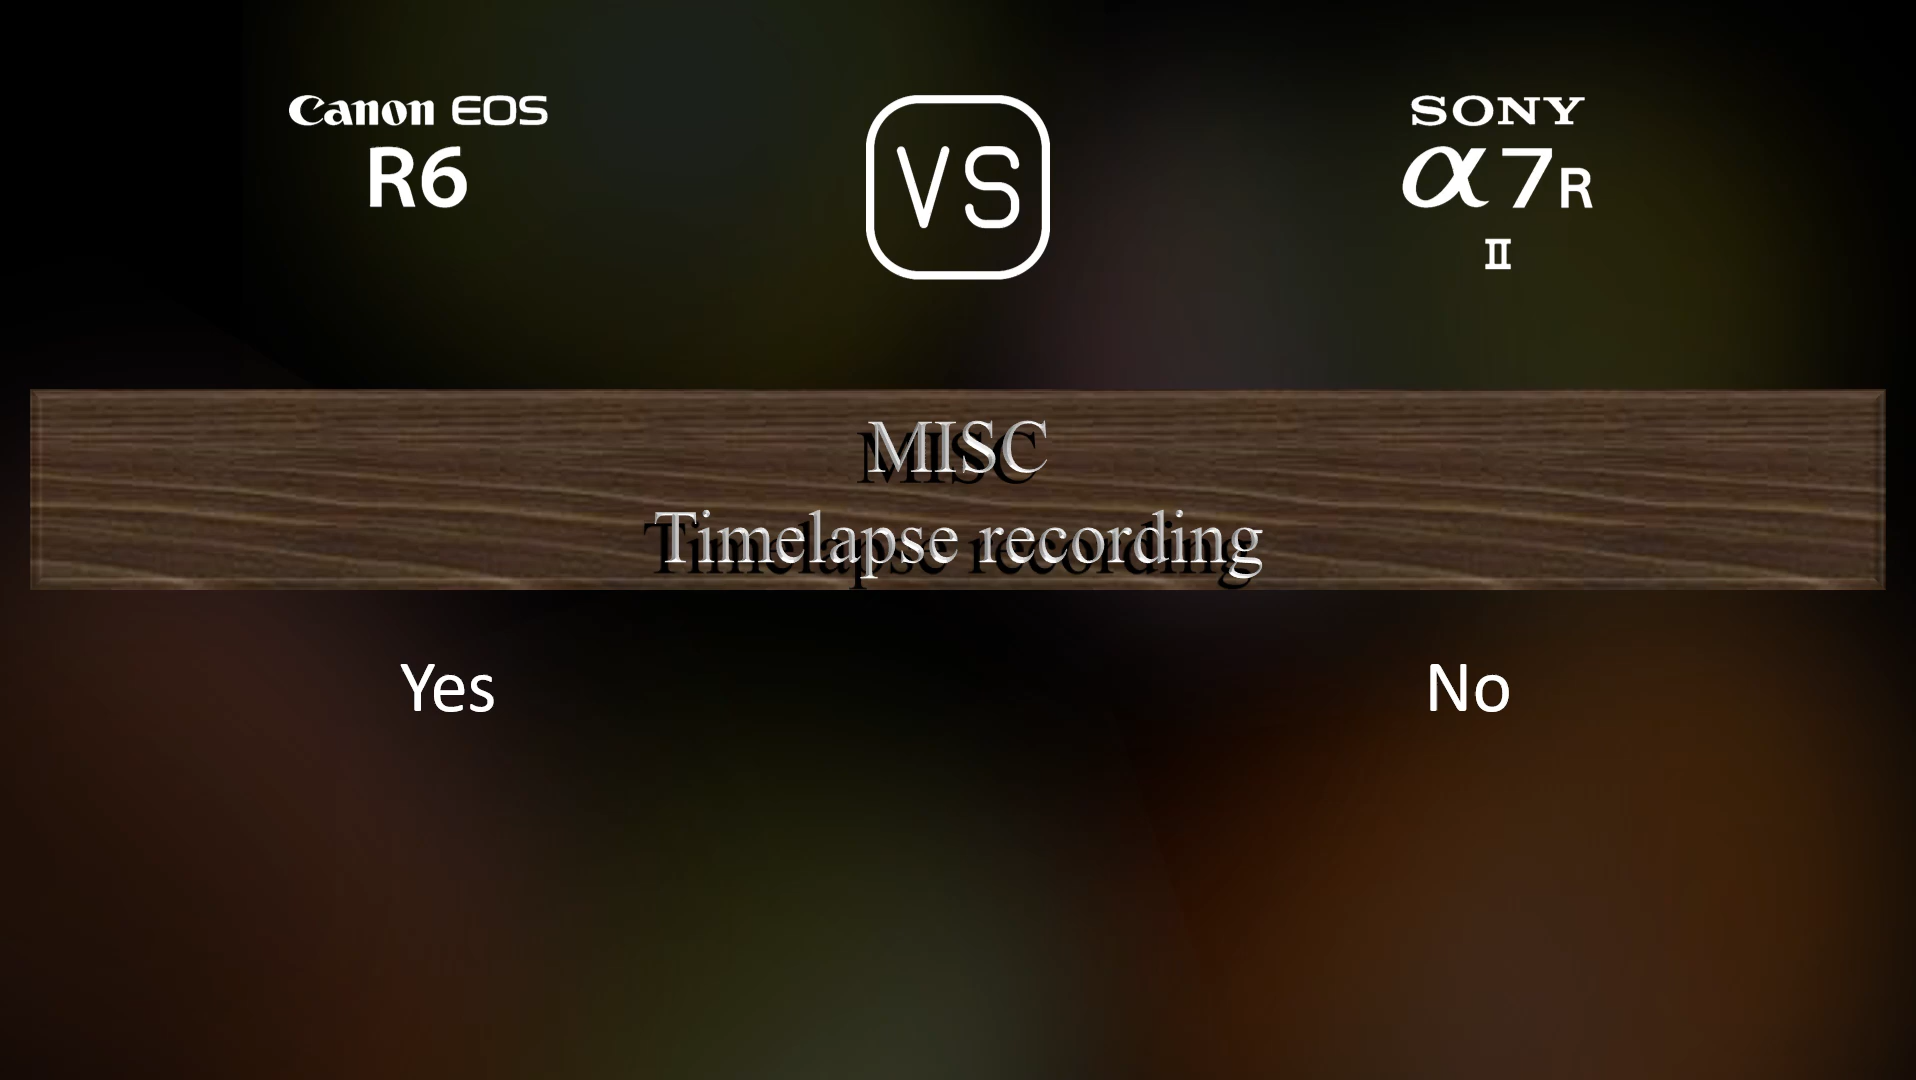 Canon EOS
R6
VS
SONY
α7R
II
MISC
Timelapse recording
Yes
No